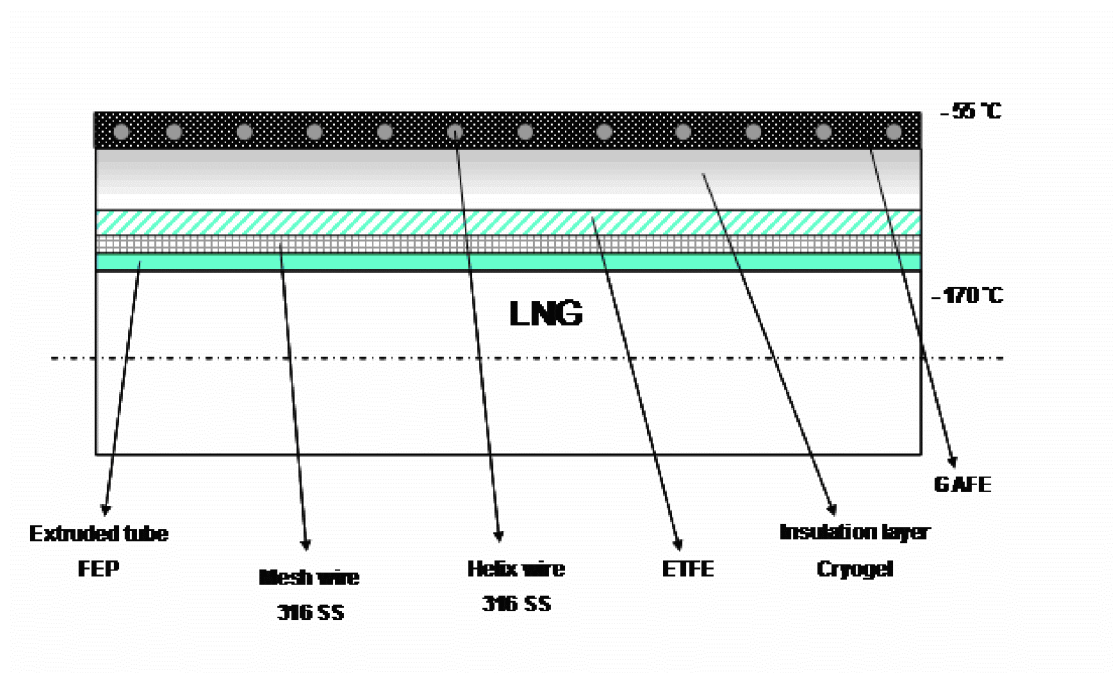 - 55 °C
- 170 °C
LNG
GAFE
Extruded tube
FEP
Mesh wire
316 SS
Helix wire
316 SS
ETFE
Insulation layer
Cryogel